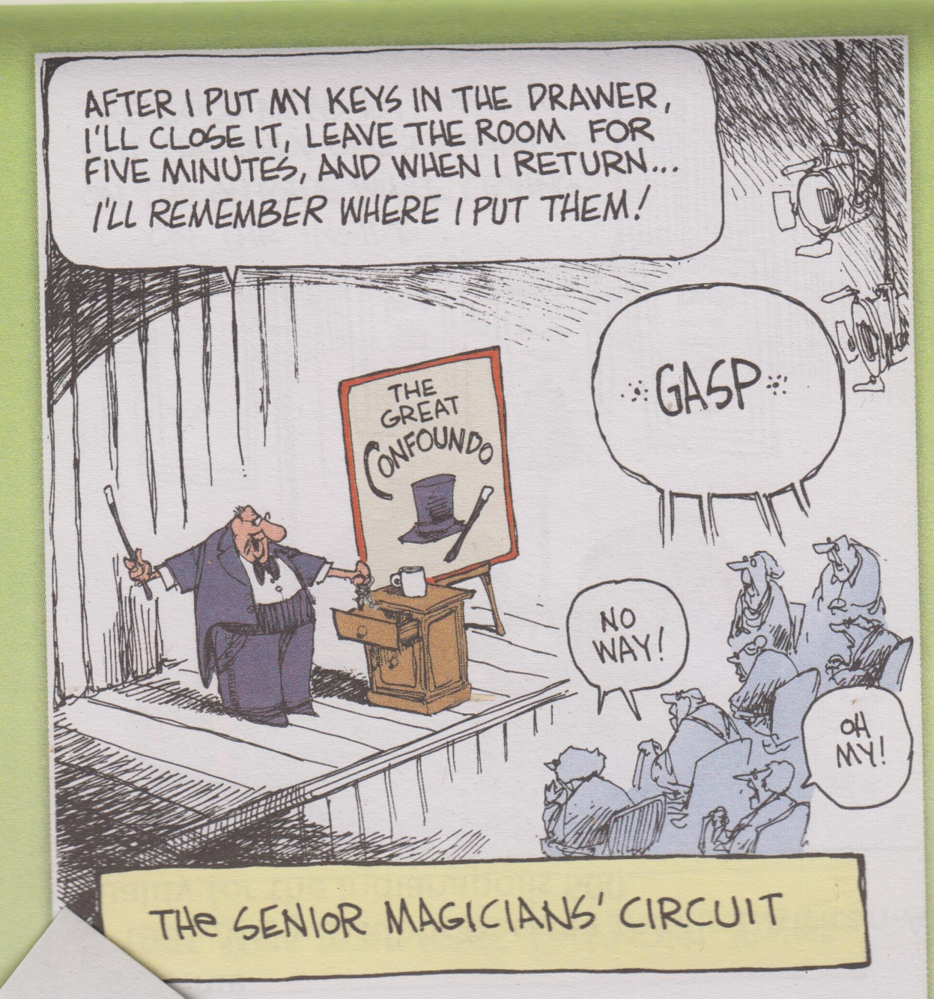 AFTER I PUT MY KEYS IN THE DRAWER,
I'LL CLOSE IT, LEAVE THE ROOM FOR
FIVE MINUTES, AND WHEN I RETURN...
I'LL REMEMBER WHERE I PUT THEM!
GASP
THE
GREAT
CONFOUNDO
NO
WAY!
OH
MY!
THe SENIOR MAGICIANS' CIRCUIT